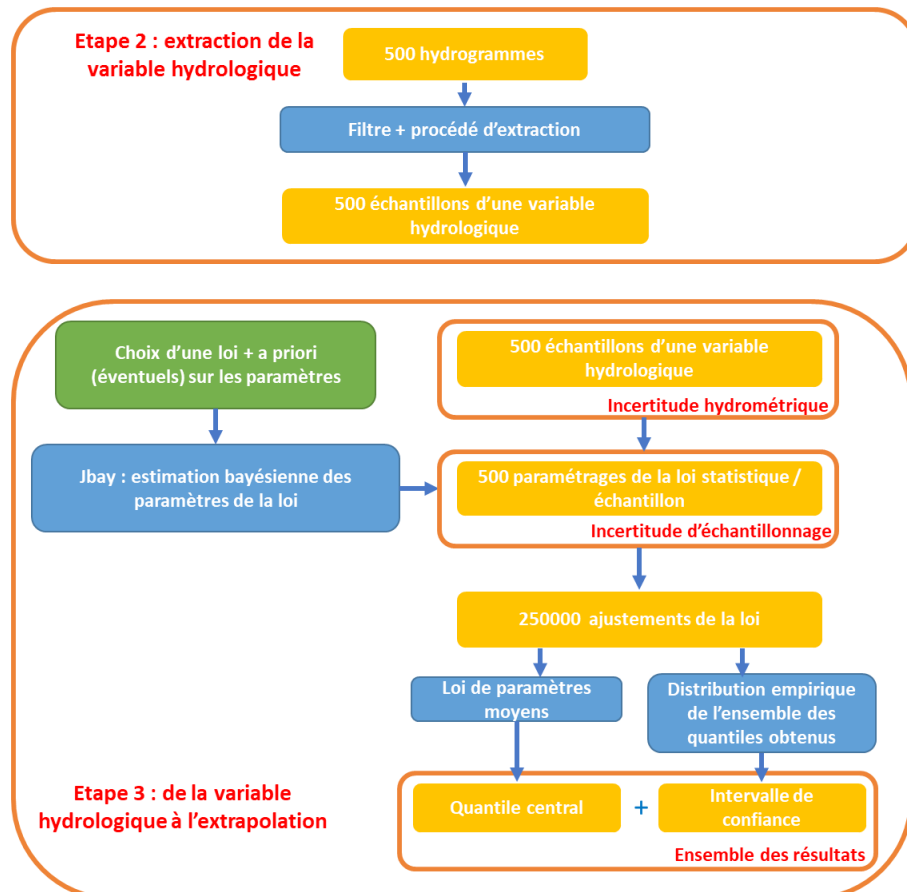 Etape 2 : extraction de la
variable hydrologique
500 hydrogrammes
Filtre + procédé d'extraction
500 échantillons d'une variable
hydrologique
Choix d'une loi + a priori
(éventuels) sur les paramètres
500 échantillons d'une variable
hydrologique
Incertitude hydrométrique
Jbay : estimation bayésienne des
paramètres de la loi
500 paramétrages de la loi statistique /
échantillon
Incertitude d'échantillonnage
250000 ajustements de la loi
Loi de paramètres
moyens
Distribution empirique
de l'ensemble des
quantiles obtenus
Etape 3 : de la variable
hydrologique à l'extrapolation
Quantile central
+
Intervalle de
confiance
Ensemble des résultats